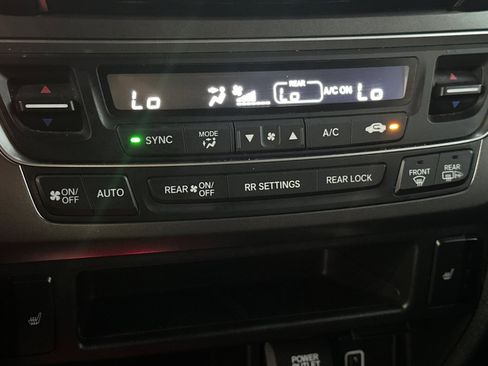 REAR
Lo Lo A/C ON Lo
SYNC MODE A/C
ON/OFF AUTO REAR ON/OFF RR SETTINGS REAR LOCK FRONT REAR
POWER
OUTLET